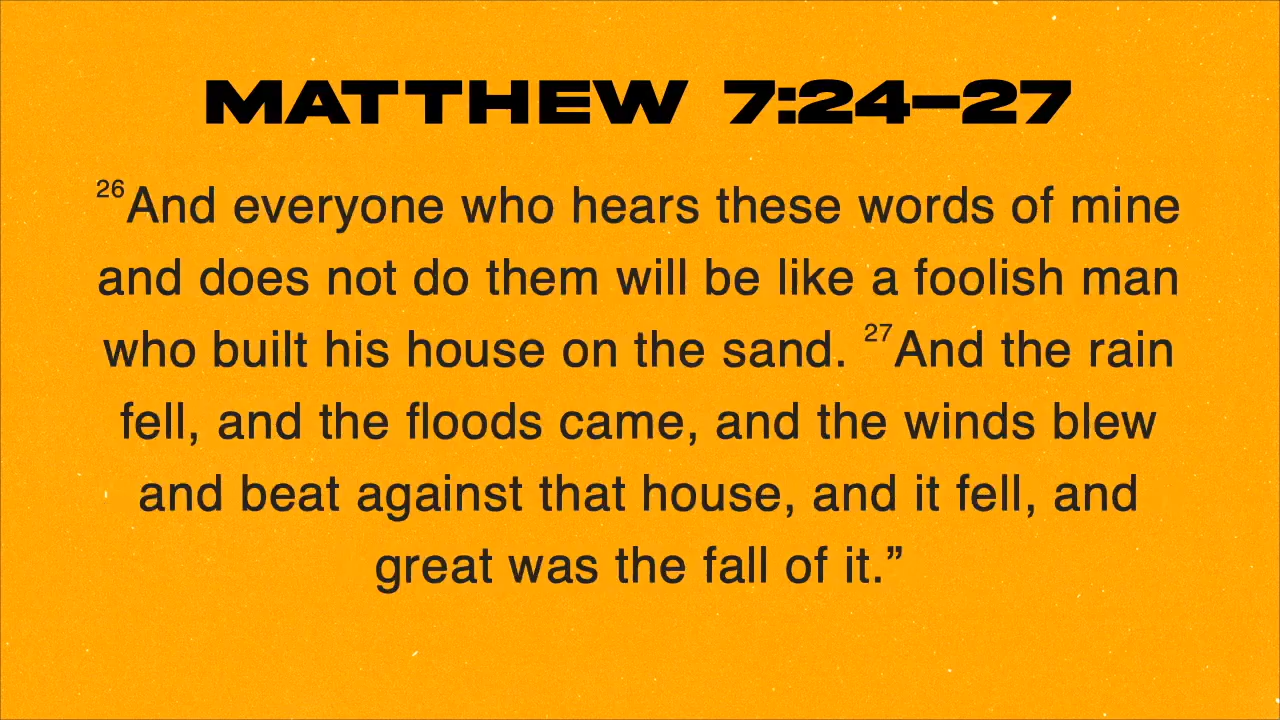 MATTHEW 7:24–27
26And everyone who hears these words of mine
and does not do them will be like a foolish man
who built his house on the sand. 27And the rain
fell, and the floods came, and the winds blew
and beat against that house, and it fell, and
great was the fall of it.”